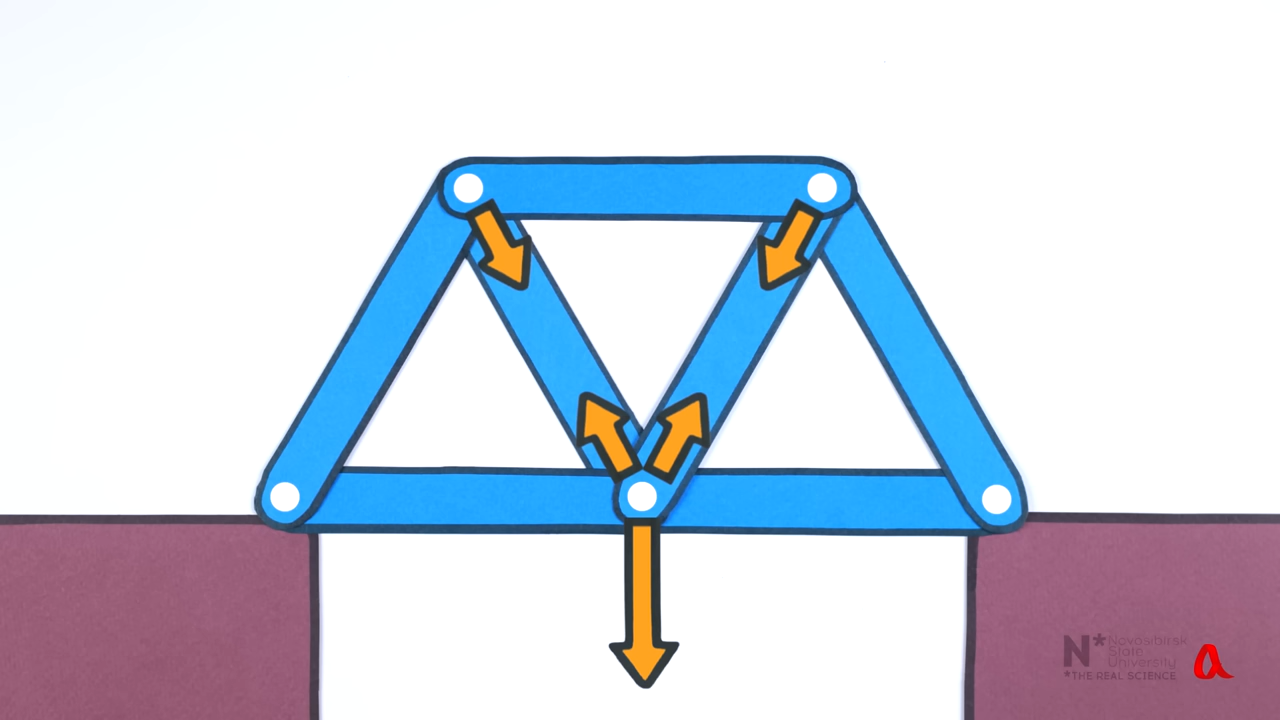 N*
Novosibirsk
State
University
*THE REAL SCIENCE
a